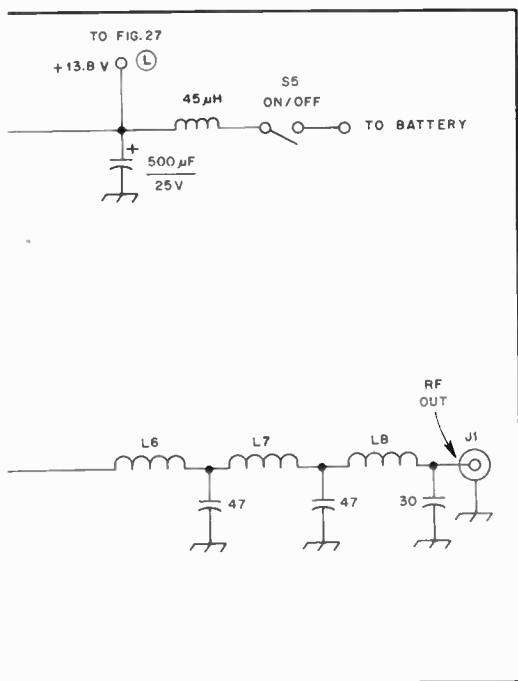 TO FIG.27
+13.8 V L
45 µH
S5
ON/OFF
TO BATTERY
+
500 µF
25V
RF
OUT
L6
L7
L8
J1
47
47
30